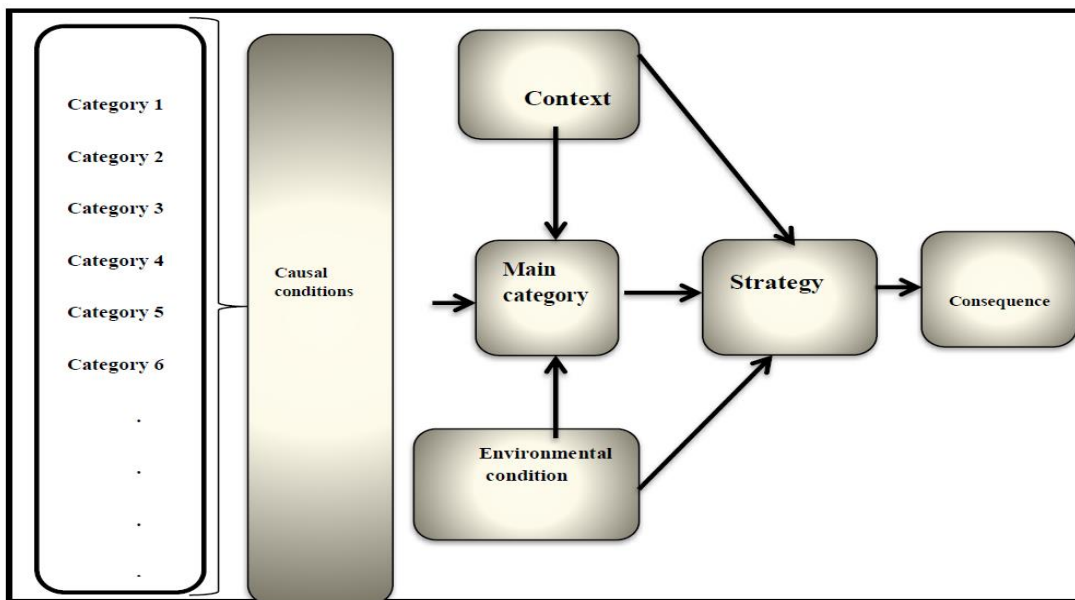 Category 1
Category 2
Category 3
Category 4
Category 5
Category 6
.
.
.
.
Causal
conditions
Context
Main
category
Environmental
condition
Strategy
Consequence